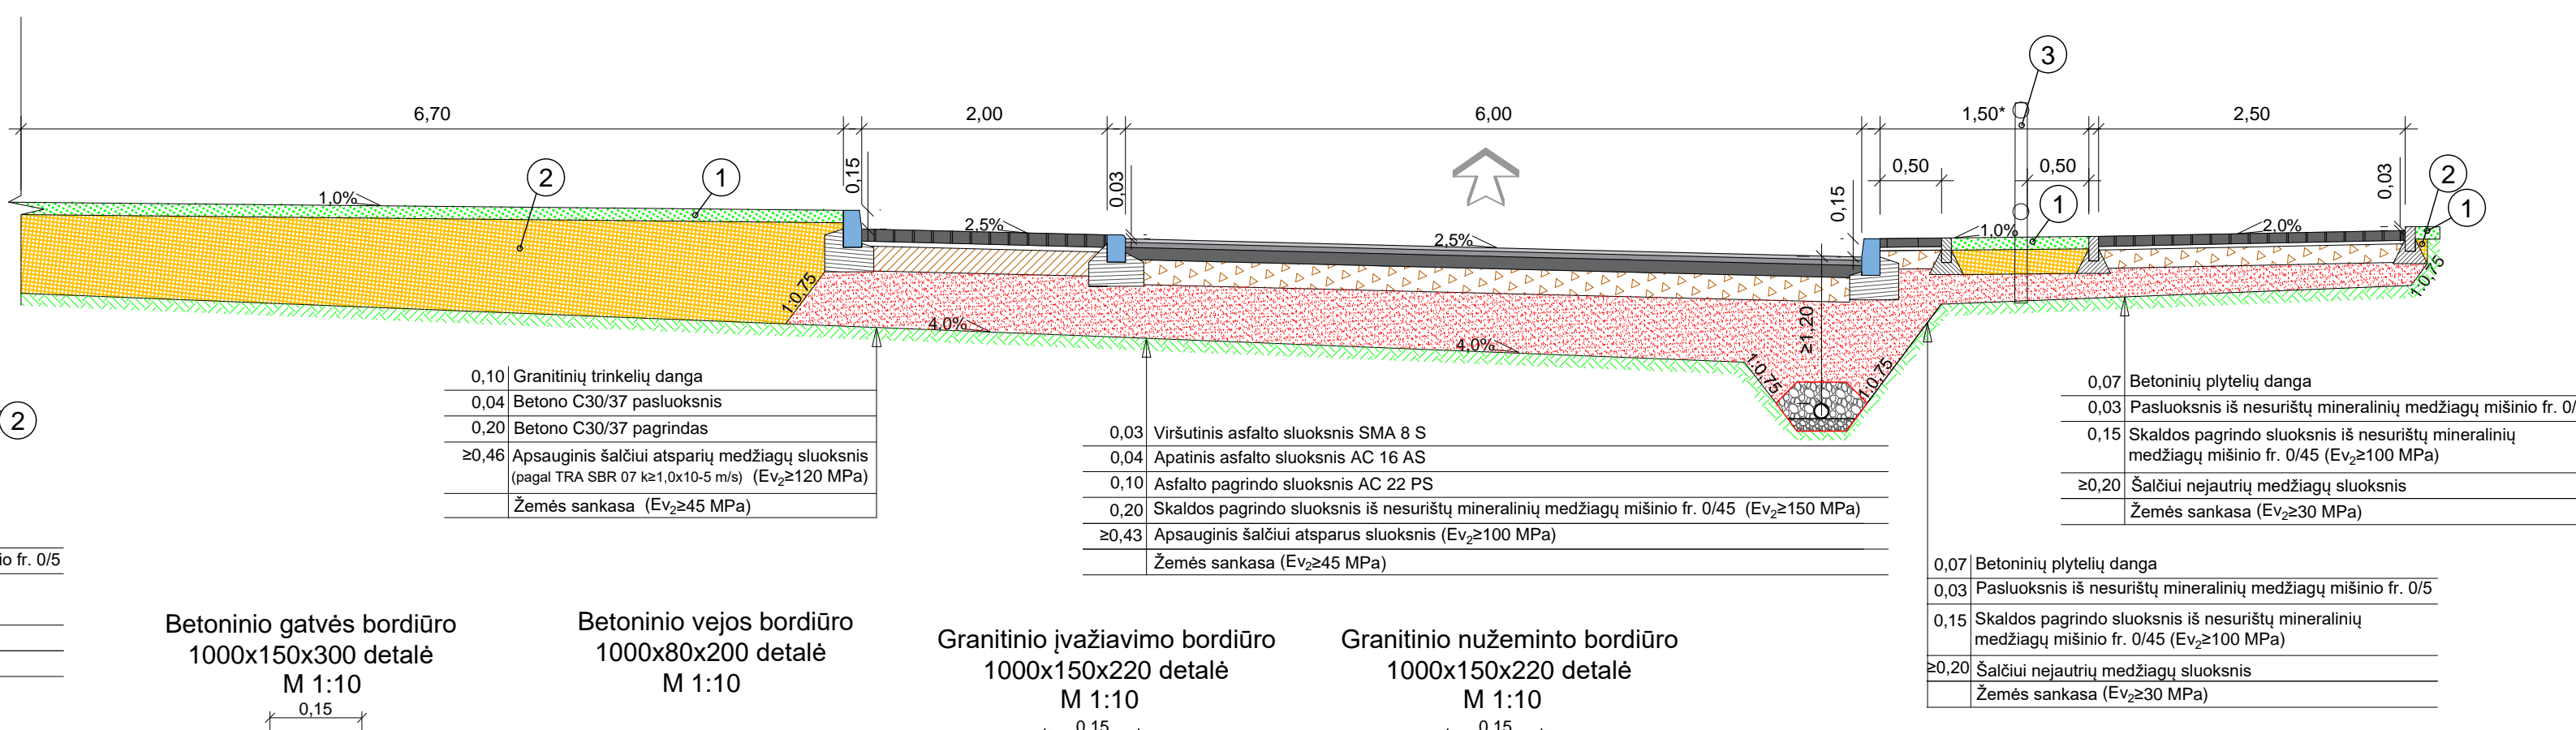 3
6,70
2,00
6,00
1,50*
2,50
0,15
0,03
0,15
0,50
0,50
0,03
2
1
2
1
1
1,0%
2,5%
2,5%
1,0%
2,0%
1:0,75
4,0%
4,0%
≥1,20
1:0,75
1:0,75
1:0,75
2
0,10 Granitinių trinkelių danga
0,04 Betono C30/37 pasluoksnis
0,20 Betono C30/37 pagrindas
≥0,46 Apsauginis šalčiui atsparių medžiagų sluoksnis
(pagal TRA SBR 07 k≥1,0x10-5 m/s) (Ev2≥120 MPa)
Žemės sankasa (Ev2≥45 MPa)
0,03 Viršutinis asfalto sluoksnis SMA 8 S
0,04 Apatinis asfalto sluoksnis AC 16 AS
0,10 Asfalto pagrindo sluoksnis AC 22 PS
0,20 Skaldos pagrindo sluoksnis iš nesurištų mineralinių medžiagų mišinio fr. 0/45 (Ev2≥150 MPa)
≥0,43 Apsauginis šalčiui atsparus sluoksnis (Ev2≥100 MPa)
Žemės sankasa (Ev2≥45 MPa)
0,07 Betoninių plytelių danga
0,03 Pasluoksnis iš nesurištų mineralinių medžiagų mišinio fr. 0/
0,15 Skaldos pagrindo sluoksnis iš nesurištų mineralinių
medžiagų mišinio fr. 0/45 (Ev2≥100 MPa)
≥0,20 Šalčiui nejautrių medžiagų sluoksnis
Žemės sankasa (Ev2≥30 MPa)
0,07 Betoninių plytelių danga
0,03 Pasluoksnis iš nesurištų mineralinių medžiagų mišinio fr. 0/5
0,15 Skaldos pagrindo sluoksnis iš nesurištų mineralinių
medžiagų mišinio fr. 0/45 (Ev2≥100 MPa)
≥0,20 Šalčiui nejautrių medžiagų sluoksnis
Žemės sankasa (Ev2≥30 MPa)
io fr. 0/5
Betoninio gatvės bordiūro
1000x150x300 detalė
M 1:10
0,15
Betoninio vejos bordiūro
1000x80x200 detalė
M 1:10
Granitinio įvažiavimo bordiūro
1000x150x220 detalė
M 1:10
0,15
Granitinio nužeminto bordiūro
1000x150x220 detalė
M 1:10
0,15